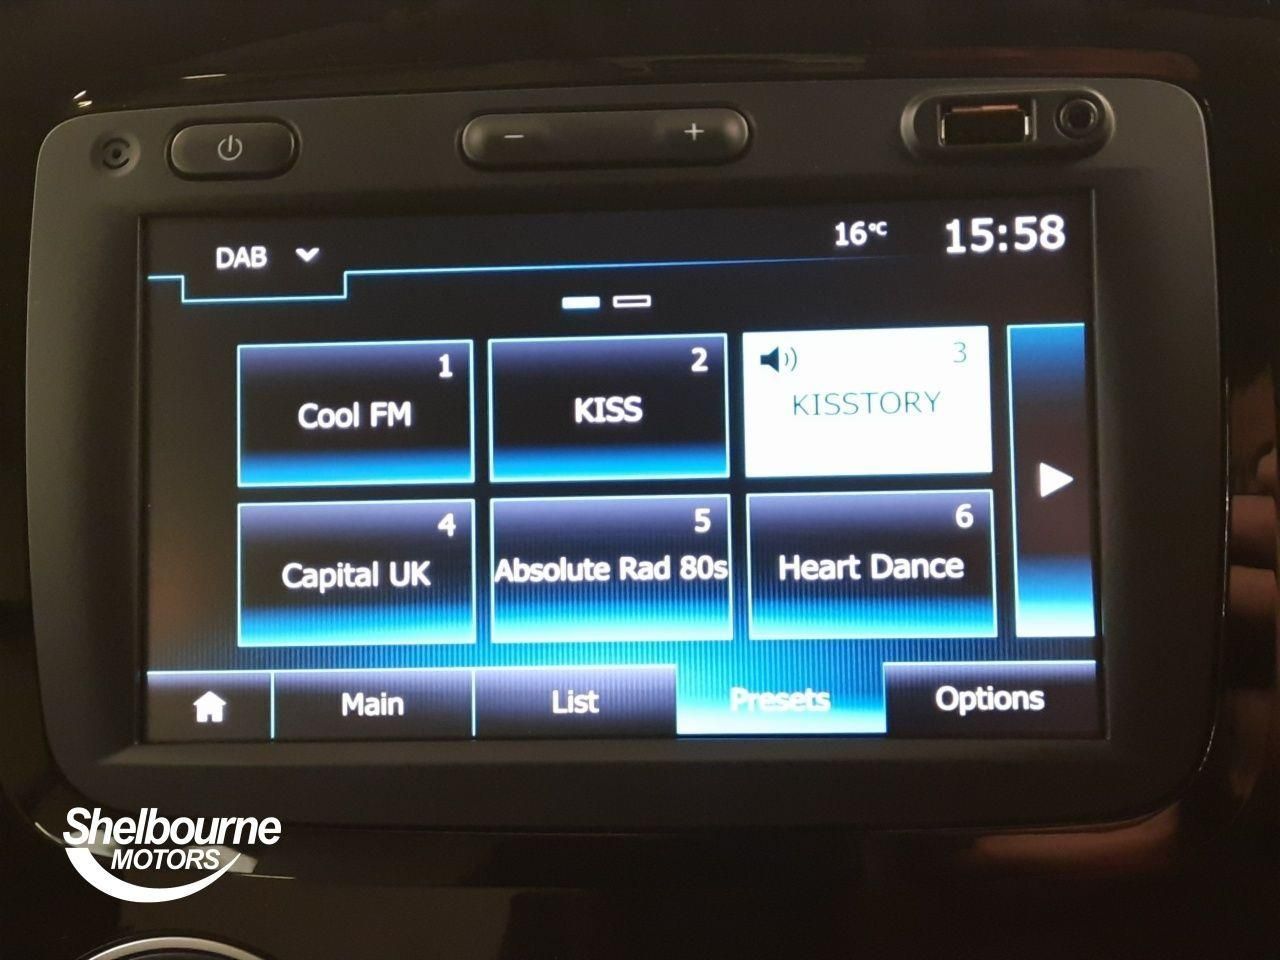 DAB
16°C
15:58
1
Cool FM
2
KISS
3
KISSTORY
4
Capital UK
5
Absolute Rad 80s
6
Heart Dance
Main
List
Presets
Options
Shelbourne
MOTORS